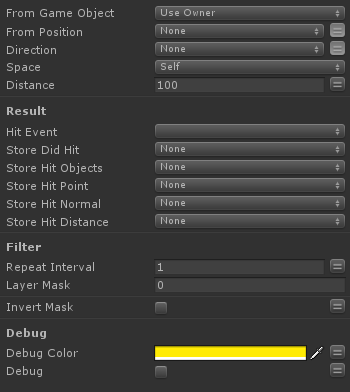 From Game Object Use Owner
From Position None
Direction None
Space Self
Distance 100
Result
Hit Event
Store Did Hit None
Store Hit Objects None
Store Hit Point None
Store Hit Normal None
Store Hit Distance None
Filter
Repeat Interval 1
Layer Mask 0
Invert Mask
Debug
Debug Color
Debug